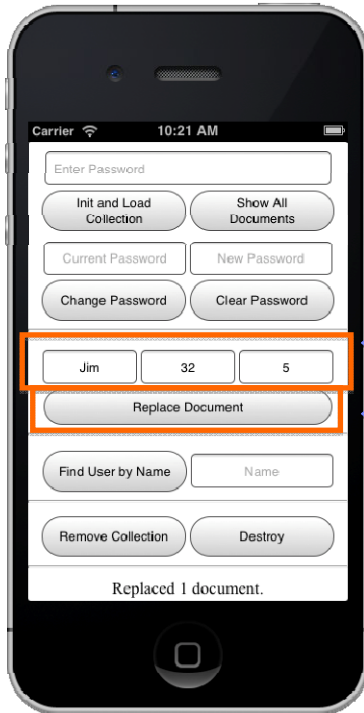 Carrier 10:21 AM
Enter Password
Init and Load
Collection
Show All
Documents
Current Password New Password
Change Password Clear Password
Jim 32 5
Replace Document
Find User by Name Name
Remove Collection Destroy
Replaced 1 document.